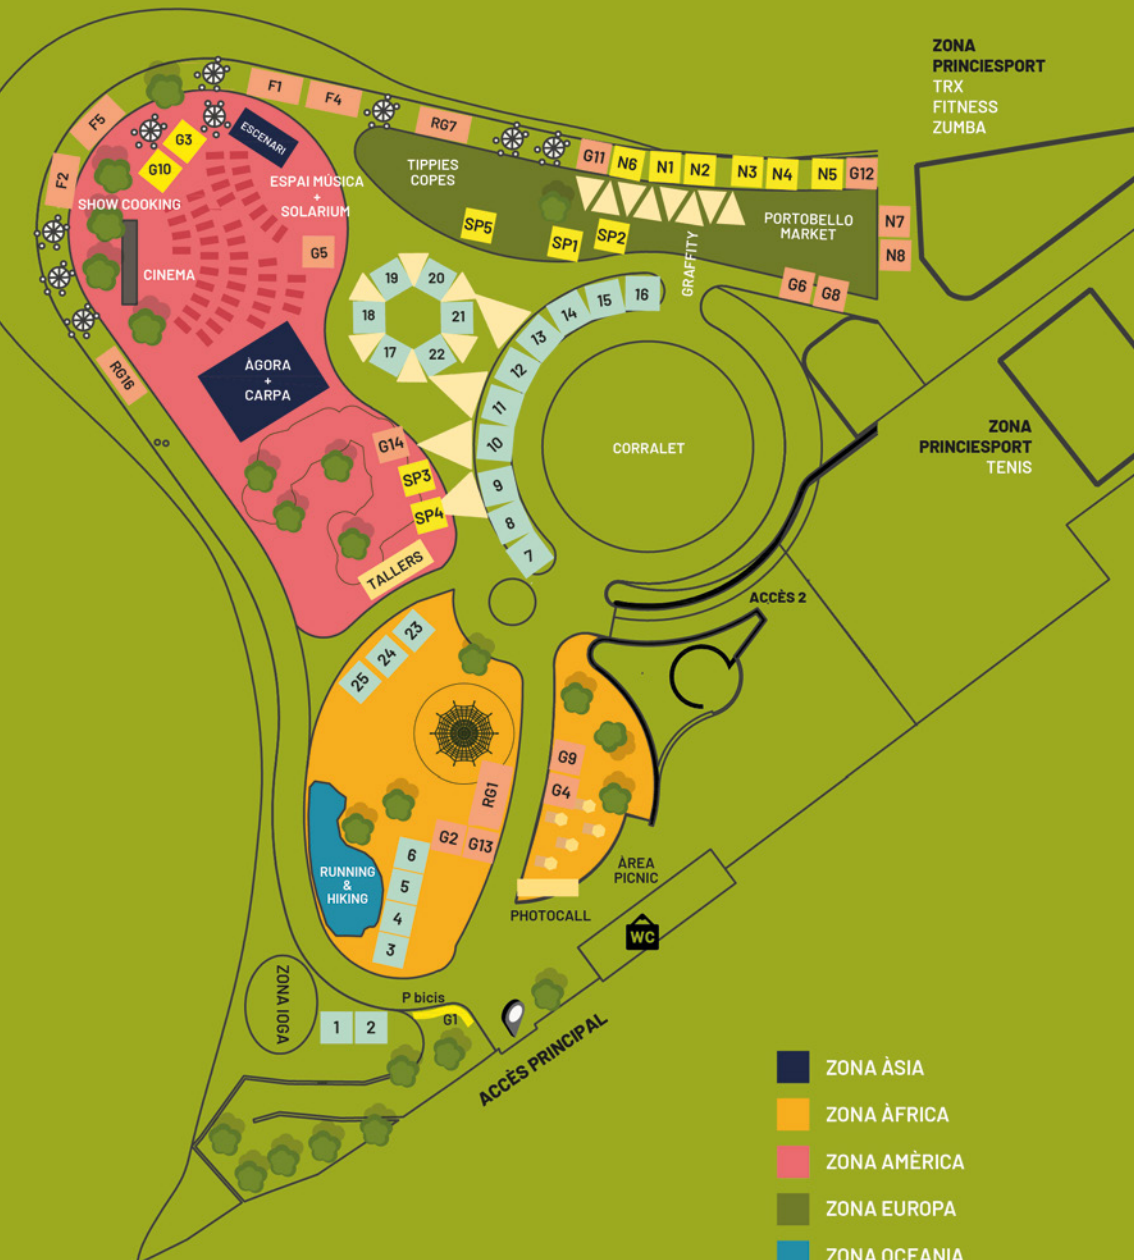 ZONA
PRINCIESPORT
TRX
FITNESS
ZUMBA
F1
F4
F5
F2
RG7
G3
G10
ESCENARI
SHOW COOKING
ESPAI MÚSICA
+
SOLARIUM
G5
CINEMA
TIPPIES
COPES
G11
N6
N1
N2
N3
N4
N5
G12
SP5
SP1
SP2
GRAFFITY
PORTOBELLO
MARKET
N7
N8
G6
G8
RG16
ÀGORA
+
CARPA
19
20
18
21
17
22
16
15
14
13
12
11
10
9
8
7
CORRALET
ZONA
PRINCIESPORT
TENIS
G14
SP3
SP4
TALLERS
ACCÈS 2
23
24
25
G9
G4
RG1
G2
G13
6
5
4
3
RUNNING
&
HIKING
ÀREA
PICNIC
PHOTOCALL
WC
ZONA IOGA
P bicis
G1
1
2
ACCÈS PRINCIPAL
ZONA ÀSIA
ZONA ÀFRICA
ZONA AMÈRICA
ZONA EUROPA
ZONA OCEANIA